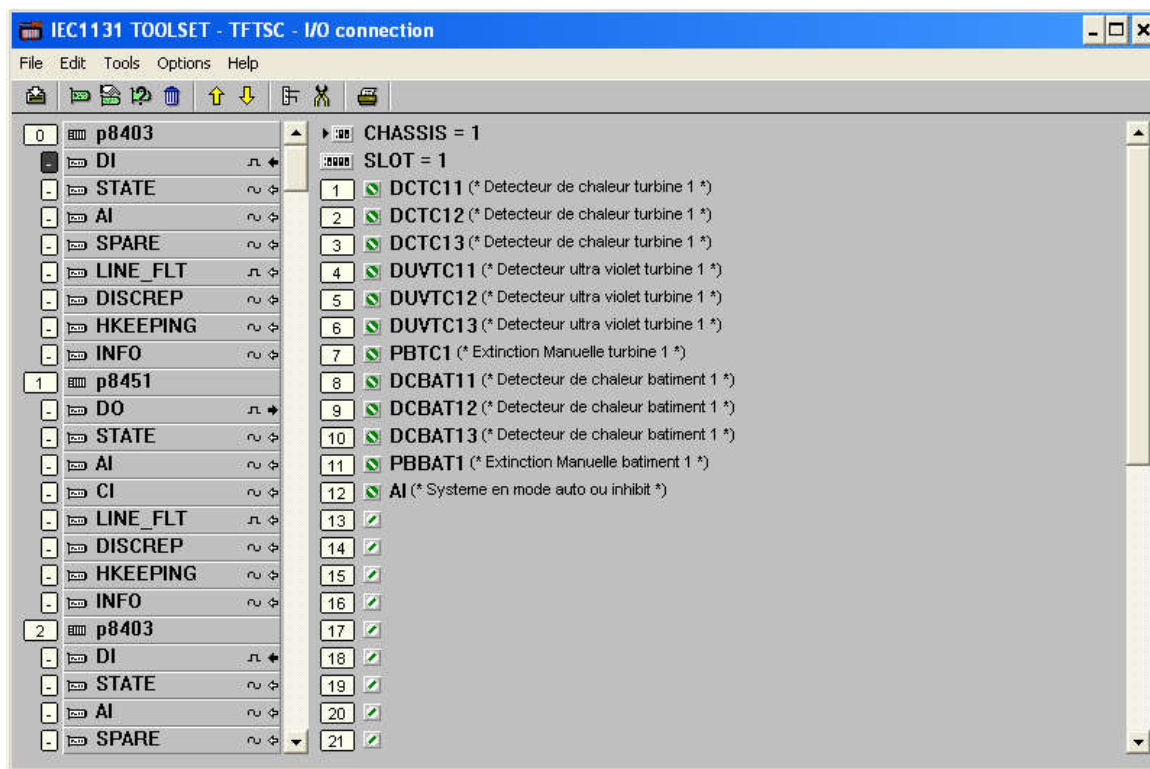 IEC1131 TOOLSET - TFTSC - I/O connection
File Edit Tools Options Help
0 p8403
- DI
- STATE
- AI
- SPARE
- LINE_FLT
- DISCREP
- HKEEPING
- INFO
1 p8451
- DO
- STATE
- AI
- CI
- LINE_FLT
- DISCREP
- HKEEPING
- INFO
2 p8403
- DI
- STATE
- AI
- SPARE
CHASSIS = 1
SLOT = 1
1 DCTC11 (* Detecteur de chaleur turbine 1 *)
2 DCTC12 (* Detecteur de chaleur turbine 1 *)
3 DCTC13 (* Detecteur de chaleur turbine 1 *)
4 DUVTC11 (* Detecteur ultra violet turbine 1 *)
5 DUVTC12 (* Detecteur ultra violet turbine 1 *)
6 DUVTC13 (* Detecteur ultra violet turbine 1 *)
7 PBTC1 (* Extinction Manuelle turbine 1 *)
8 DCBAT11 (* Detecteur de chaleur batiment 1 *)
9 DCBAT12 (* Detecteur de chaleur batiment 1 *)
10 DCBAT13 (* Detecteur de chaleur batiment 1 *)
11 PBBAT1 (* Extinction Manuelle batiment 1 *)
12 AI (* Systeme en mode auto ou inhibit *)
13
14
15
16
17
18
19
20
21